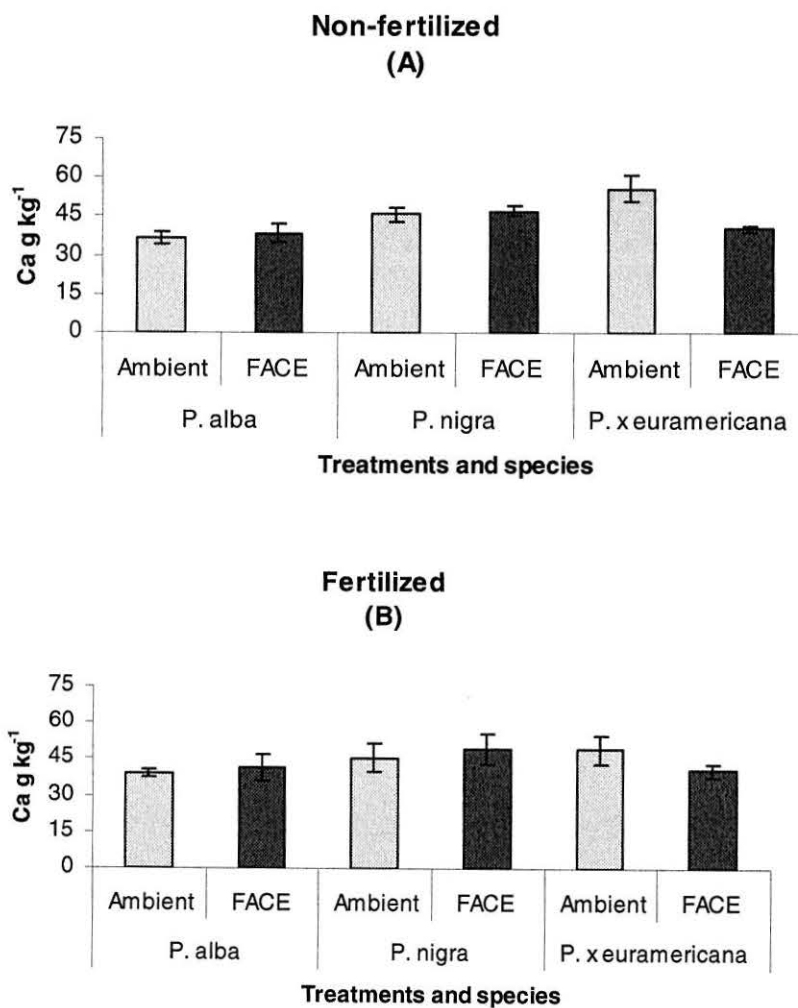 Non-fertilized
(A)
75
60
45
30
15
0
Ca g kg-1
Ambient FACE Ambient FACE Ambient FACE
P. alba P. nigra P. x euramericana
Treatments and species
Fertilized
(B)
75
60
45
30
15
0
Ca g kg-1
Ambient FACE Ambient FACE Ambient FACE
P. alba P. nigra P. x euramericana
Treatments and species